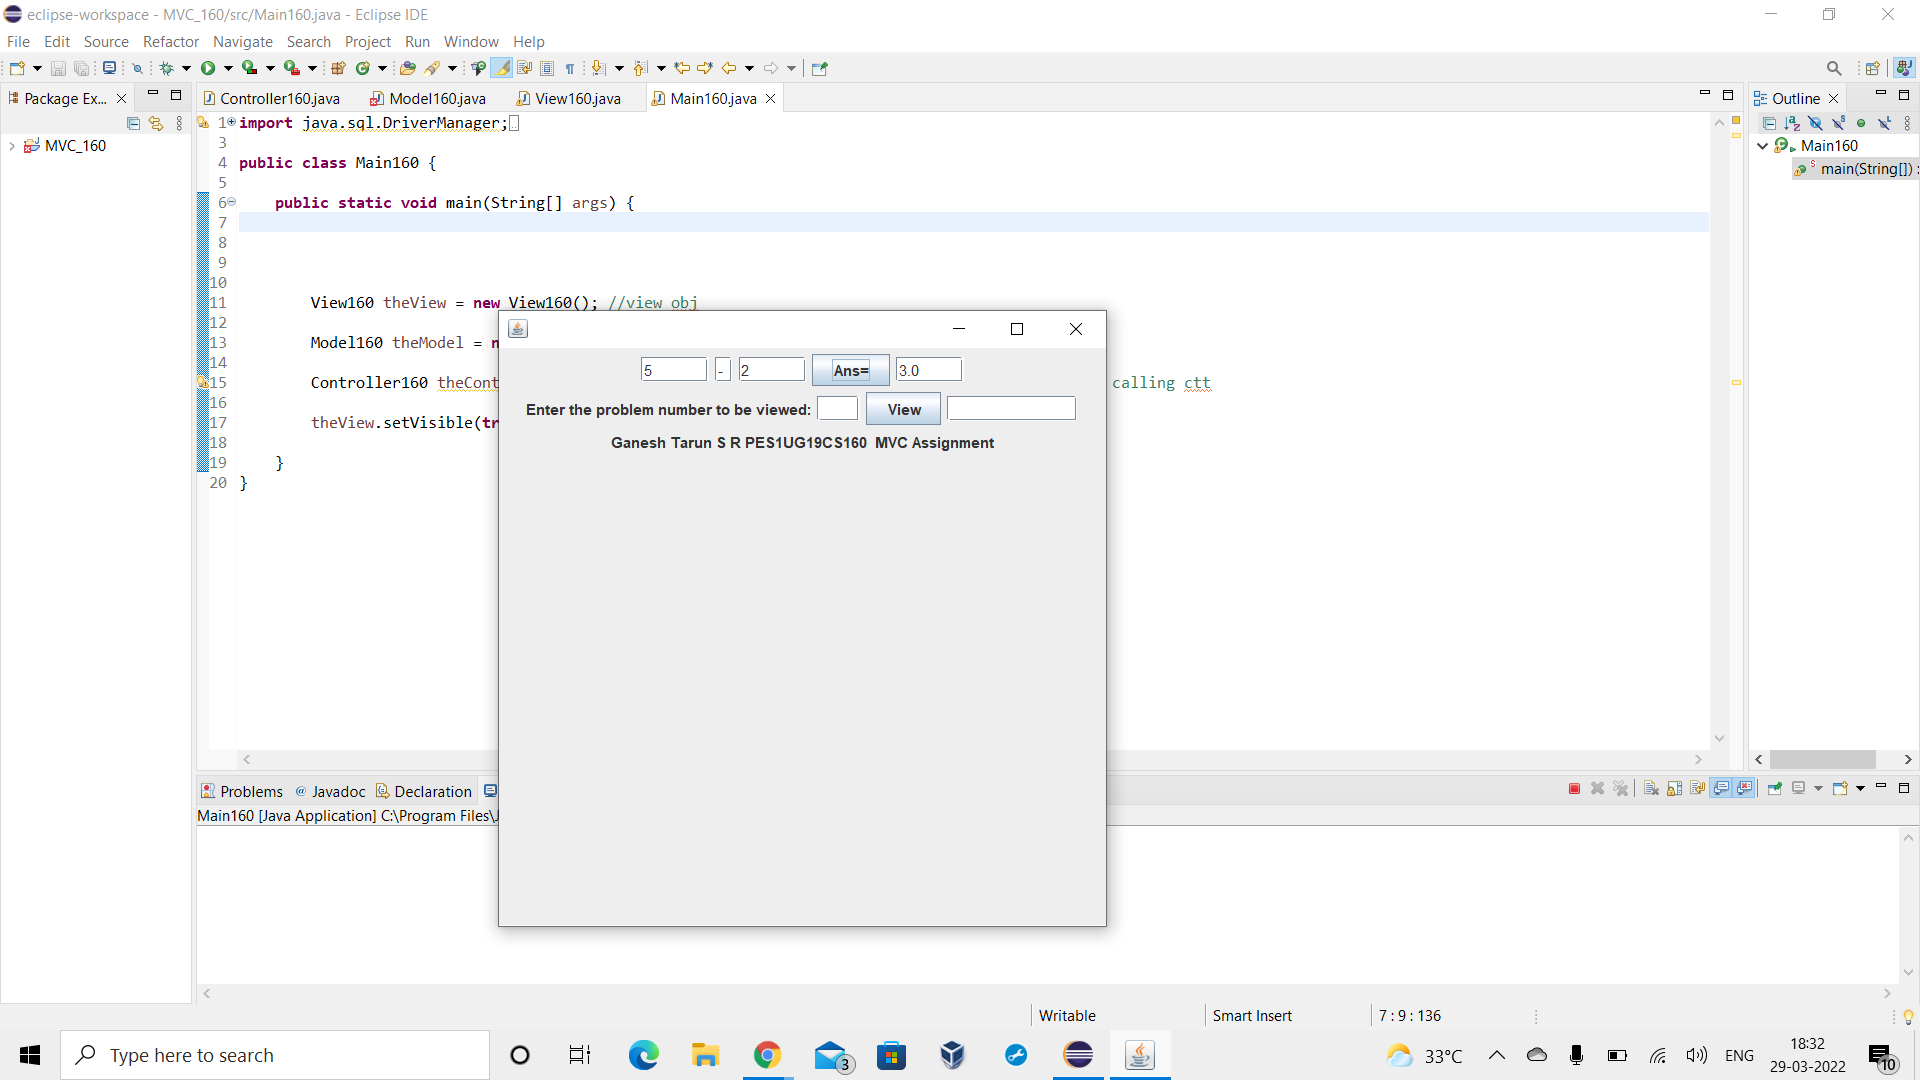 eclipse-workspace - MVC_160/src/Main160.java - Eclipse IDE
File Edit Source Refactor Navigate Search Project Run Window Help
Package Ex...
Controller160.java Model160.java View160.java Main160.java
Outline
MVC_160
1 import java.sql.DriverManager;
3
4 public class Main160 {
5
6 public static void main(String[] args) {
7
8
9
10
11 View160 theView = new View160(); //view obj
12
13 Model160 theModel = n
14
15 Controller160 theCont calling ctt
16
17 theView.setVisible(tr
18
19 }
20 }
Main160
main(String[]) :
5 - 2 Ans= 3.0
Enter the problem number to be viewed: View
Ganesh Tarun S R PES1UG19CS160 MVC Assignment
Problems @ Javadoc Declaration
Main160 [Java Application] C:\Program Files\J
Writable Smart Insert 7 : 9 : 136
Type here to search
3
33°C
ENG
18:32
29-03-2022
10